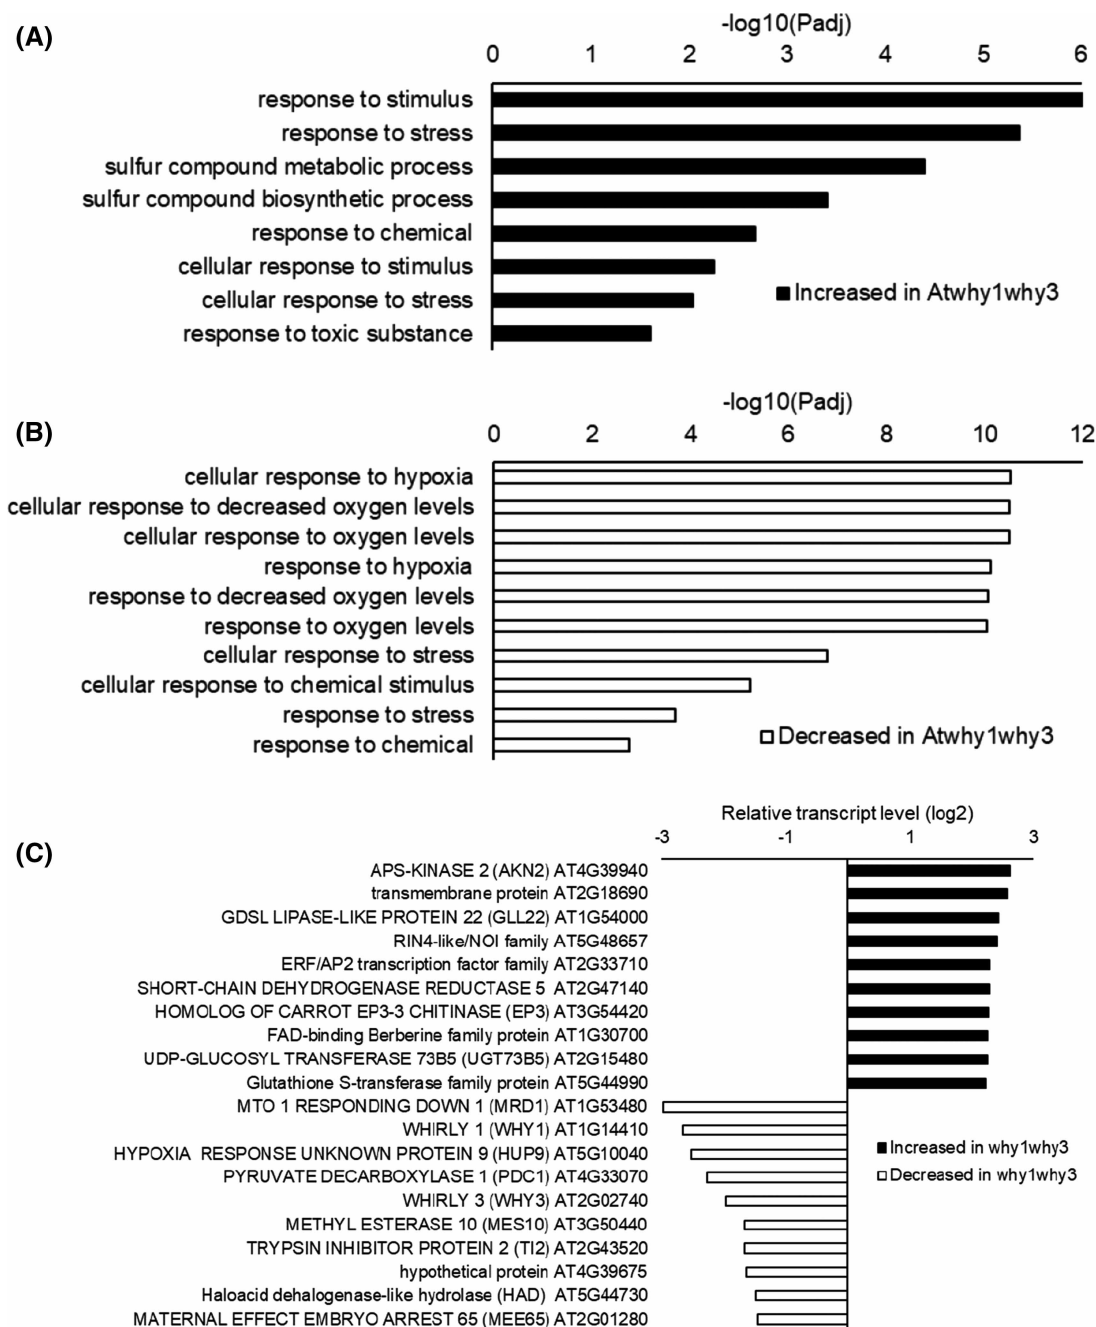 (A)
-log10(Padj)
0 1 2 3 4 5 6
response to stimulus
response to stress
sulfur compound metabolic process
sulfur compound biosynthetic process
response to chemical
cellular response to stimulus
cellular response to stress
response to toxic substance
Increased in Atwhy1why3
(B)
-log10(Padj)
0 2 4 6 8 10 12
cellular response to hypoxia
cellular response to decreased oxygen levels
cellular response to oxygen levels
response to hypoxia
response to decreased oxygen levels
response to oxygen levels
cellular response to stress
cellular response to chemical stimulus
response to stress
response to chemical
Decreased in Atwhy1why3
(C)
Relative transcript level (log2)
-3 -1 1 3
APS-KINASE 2 (AKN2) AT4G39940
transmembrane protein AT2G18690
GDSL LIPASE-LIKE PROTEIN 22 (GLL22) AT1G54000
RIN4-like/NOI family AT5G48657
ERF/AP2 transcription factor family AT2G33710
SHORT-CHAIN DEHYDROGENASE REDUCTASE 5 AT2G47140
HOMOLOG OF CARROT EP3-3 CHITINASE (EP3) AT3G54420
FAD-binding Berberine family protein AT1G30700
UDP-GLUCOSYL TRANSFERASE 73B5 (UGT73B5) AT2G15480
Glutathione S-transferase family protein AT5G44990
MTO 1 RESPONDING DOWN 1 (MRD1) AT1G53480
WHIRLY 1 (WHY1) AT1G14410
HYPOXIA RESPONSE UNKNOWN PROTEIN 9 (HUP9) AT5G10040
PYRUVATE DECARBOXYLASE 1 (PDC1) AT4G33070
WHIRLY 3 (WHY3) AT2G02740
METHYL ESTERASE 10 (MES10) AT3G50440
TRYPSIN INHIBITOR PROTEIN 2 (TI2) AT2G43520
hypothetical protein AT4G39675
Haloacid dehalogenase-like hydrolase (HAD) AT5G44730
MATERNAL EFFECT EMBRYO ARREST 65 (MEE65) AT2G01280
Increased in why1why3
Decreased in why1why3